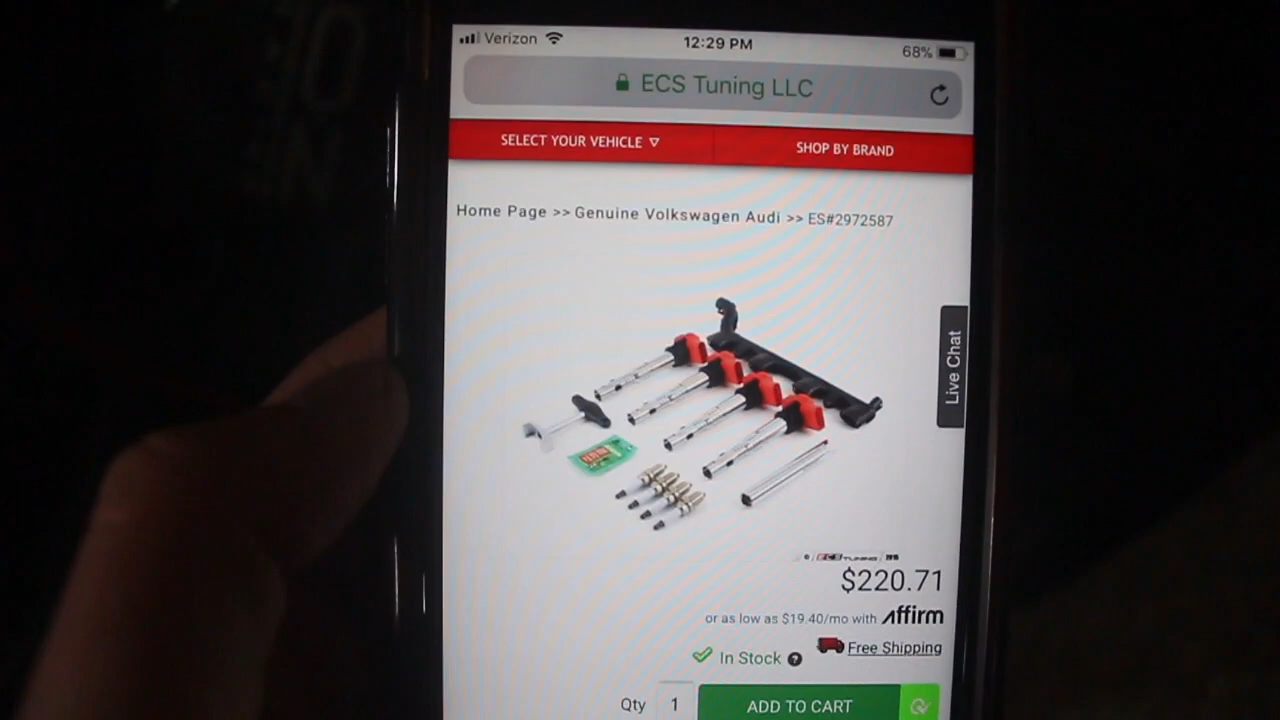 Verizon 12:29 PM 68%
ECS Tuning LLC
SELECT YOUR VEHICLE SHOP BY BRAND
Home Page >> Genuine Volkswagen Audi >> ES#2972587
Live Chat
ECS TUNING
$220.71
or as low as $19.40/mo with affirm
In Stock ? Free Shipping
Qty 1 ADD TO CART